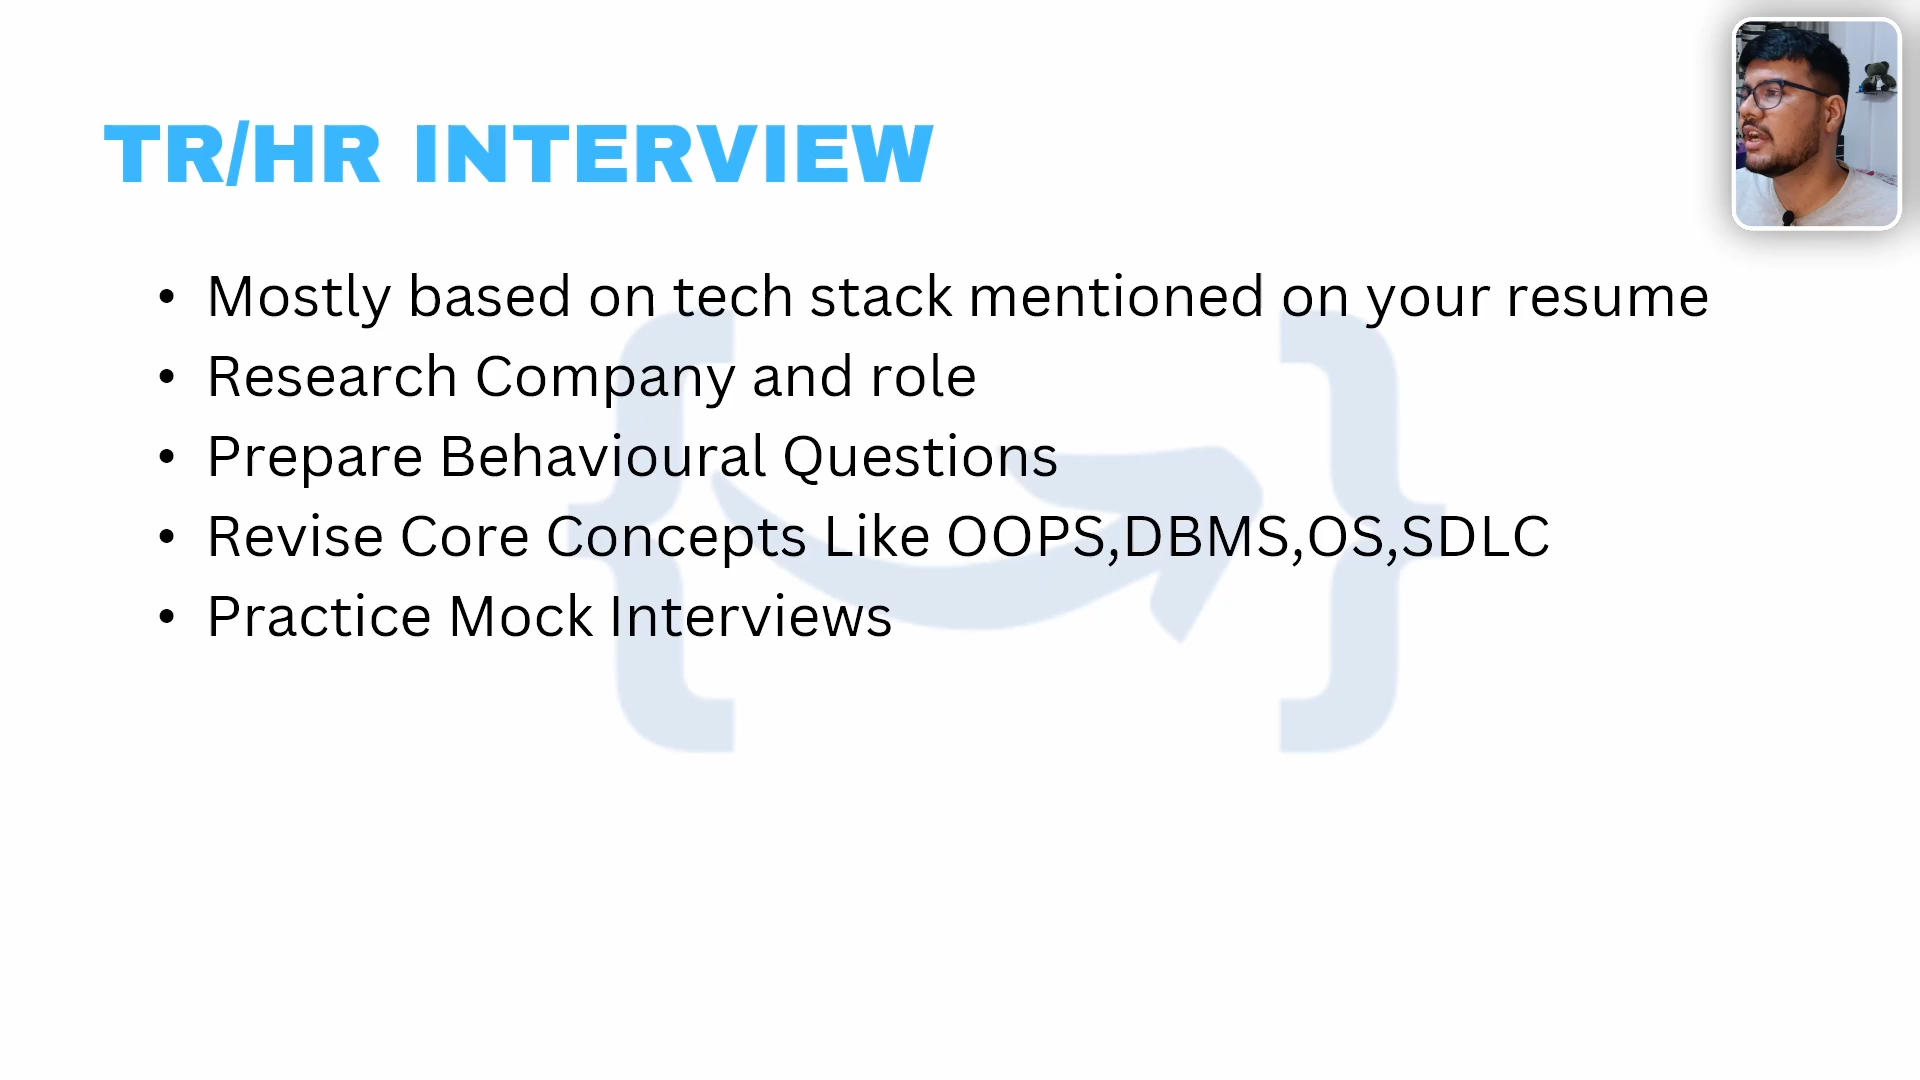 TR/HR INTERVIEW
• Mostly based on tech stack mentioned on your resume
• Research Company and role
• Prepare Behavioural Questions
• Revise Core Concepts Like OOPS,DBMS,OS,SDLC
• Practice Mock Interviews